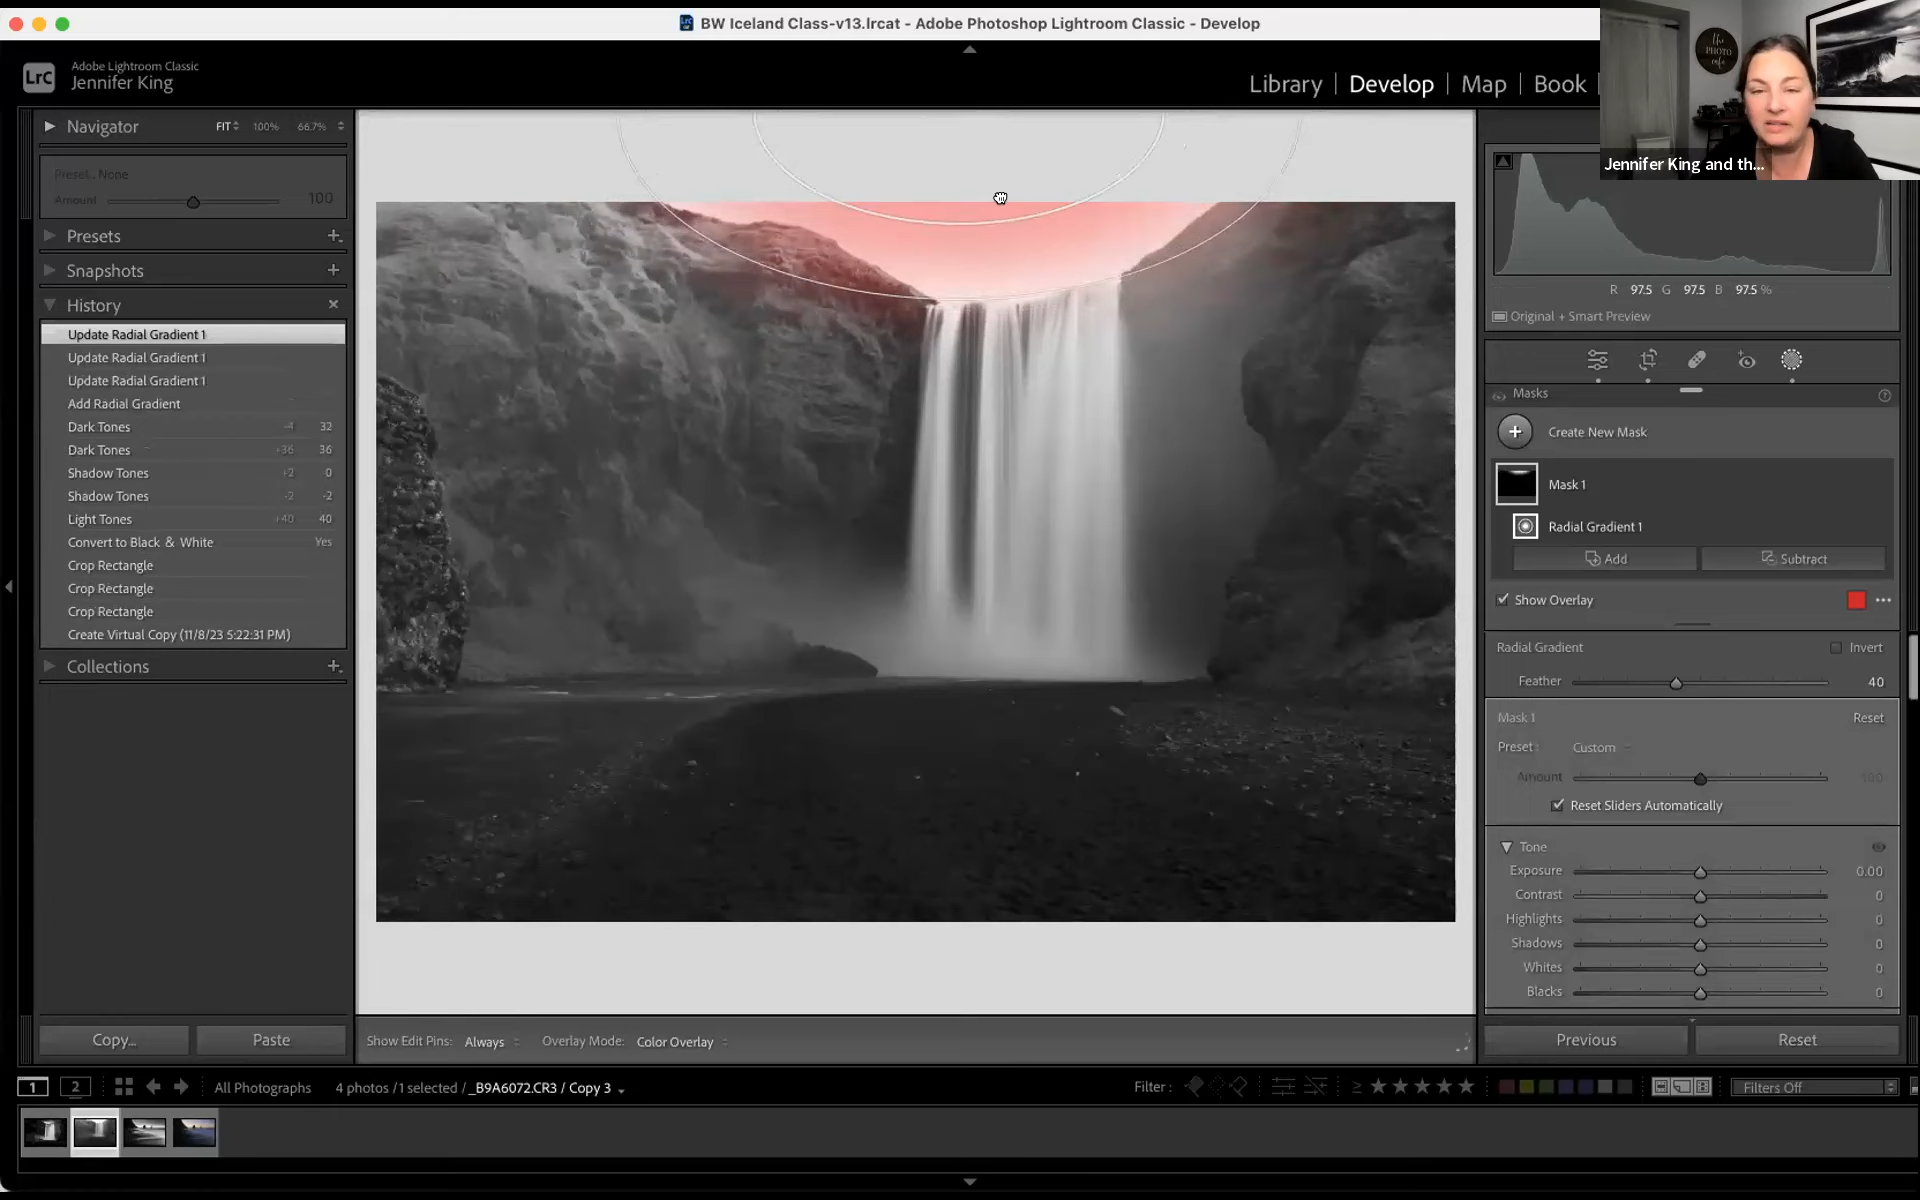 BW Iceland Class-v13.lrcat - Adobe Photoshop Lightroom Classic - Develop
LrC
Adobe Lightroom Classic
Jennifer King
Library | Develop | Map | Book
the
PHOTO
cafe
Jennifer King and th...
Navigator FIT 100% 66.7%
Preset: None
Amount 100
Presets
Snapshots
History
Update Radial Gradient 1
Update Radial Gradient 1
Update Radial Gradient 1
Add Radial Gradient
Dark Tones -4 32
Dark Tones +36 36
Shadow Tones +2 0
Shadow Tones -2 -2
Light Tones +40 40
Convert to Black & White Yes
Crop Rectangle
Crop Rectangle
Crop Rectangle
Create Virtual Copy (11/8/23 5:22:31 PM)
Collections
Copy... Paste
R 97.5 G 97.5 B 97.5 %
Original + Smart Preview
Masks
Create New Mask
Mask 1
Radial Gradient 1
Add Subtract
Show Overlay
Radial Gradient Invert
Feather 40
Mask 1 Reset
Preset: Custom
Amount 100
Reset Sliders Automatically
Tone
Exposure 0.00
Contrast 0
Highlights 0
Shadows 0
Whites 0
Blacks 0
Previous Reset
Show Edit Pins: Always Overlay Mode: Color Overlay
1 2 All Photographs 4 photos /1 selected /_B9A6072.CR3 / Copy 3 Filter : ≥ ★★★★★ Filters Off